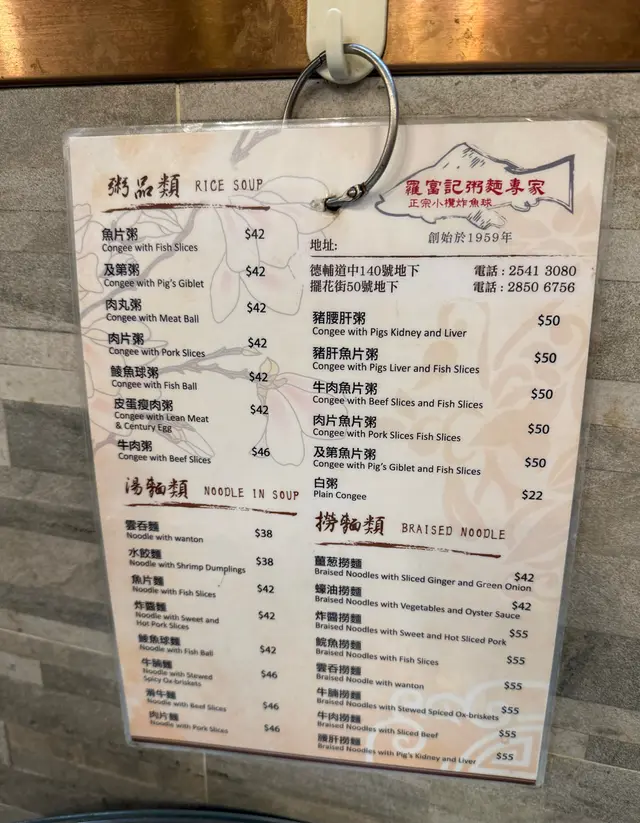 粥品類 RICE SOUP
魚片粥
Congee with Fish Slices $42
及第粥
Congee with Pig's Giblet $42
肉丸粥
Congee with Meat Ball $42
肉片粥
Congee with Pork Slices $42
鯪魚球粥
Congee with Fish Ball $42
皮蛋瘦肉粥
Congee with Lean Meat
& Century Egg $42
牛肉粥
Congee with Beef Slices $46
湯麵類 NOODLE IN SOUP
雲吞麵
Noodle with wanton $38
水餃麵
Noodle with Shrimp Dumplings $38
魚片麵
Noodle with Fish Slices $42
炸醬麵
Noodle with Sweet and
Hot Pork Slices $42
鯪魚球麵
Noodle with Fish Ball $42
牛腩麵
Noodle with Stewed
Spicy Ox-briskets $46
滑牛麵
Noodle with Beef Slices $46
肉片麵
Noodle with Pork Slices $46
羅富記粥麵專家
正宗小欖炸魚球
創始於1959年
地址:
德輔道中140號地下 電話：2541 3080
擺花街50號地下 電話：2850 6756
豬腰肝粥 $50
Congee with Pigs Kidney and Liver
豬肝魚片粥 $50
Congee with Pigs Liver and Fish Slices
牛肉魚片粥 $50
Congee with Beef Slices and Fish Slices
肉片魚片粥 $50
Congee with Pork Slices Fish Slices
及第魚片粥 $50
Congee with Pig's Giblet and Fish Slices
白粥 $22
Plain Congee
撈麵類 BRAISED NOODLE
薑葱撈麵 $42
Braised Noodles with Sliced Ginger and Green Onion
蠔油撈麵 $42
Braised Noodles with Vegetables and Oyster Sauce
炸醬撈麵 $55
Braised Noodles with Sweet and Hot Sliced Pork
鯇魚撈麵 $55
Braised Noodles with Fish Slices
雲吞撈麵 $55
Braised Noodles with wanton
牛腩撈麵 $55
Braised Noodles with Stewed Spiced Ox-briskets
牛肉撈麵 $55
Braised Noodles with Sliced Beef
腰肝撈麵 $55
Braised Noodles with Pig's Kidney and Liver